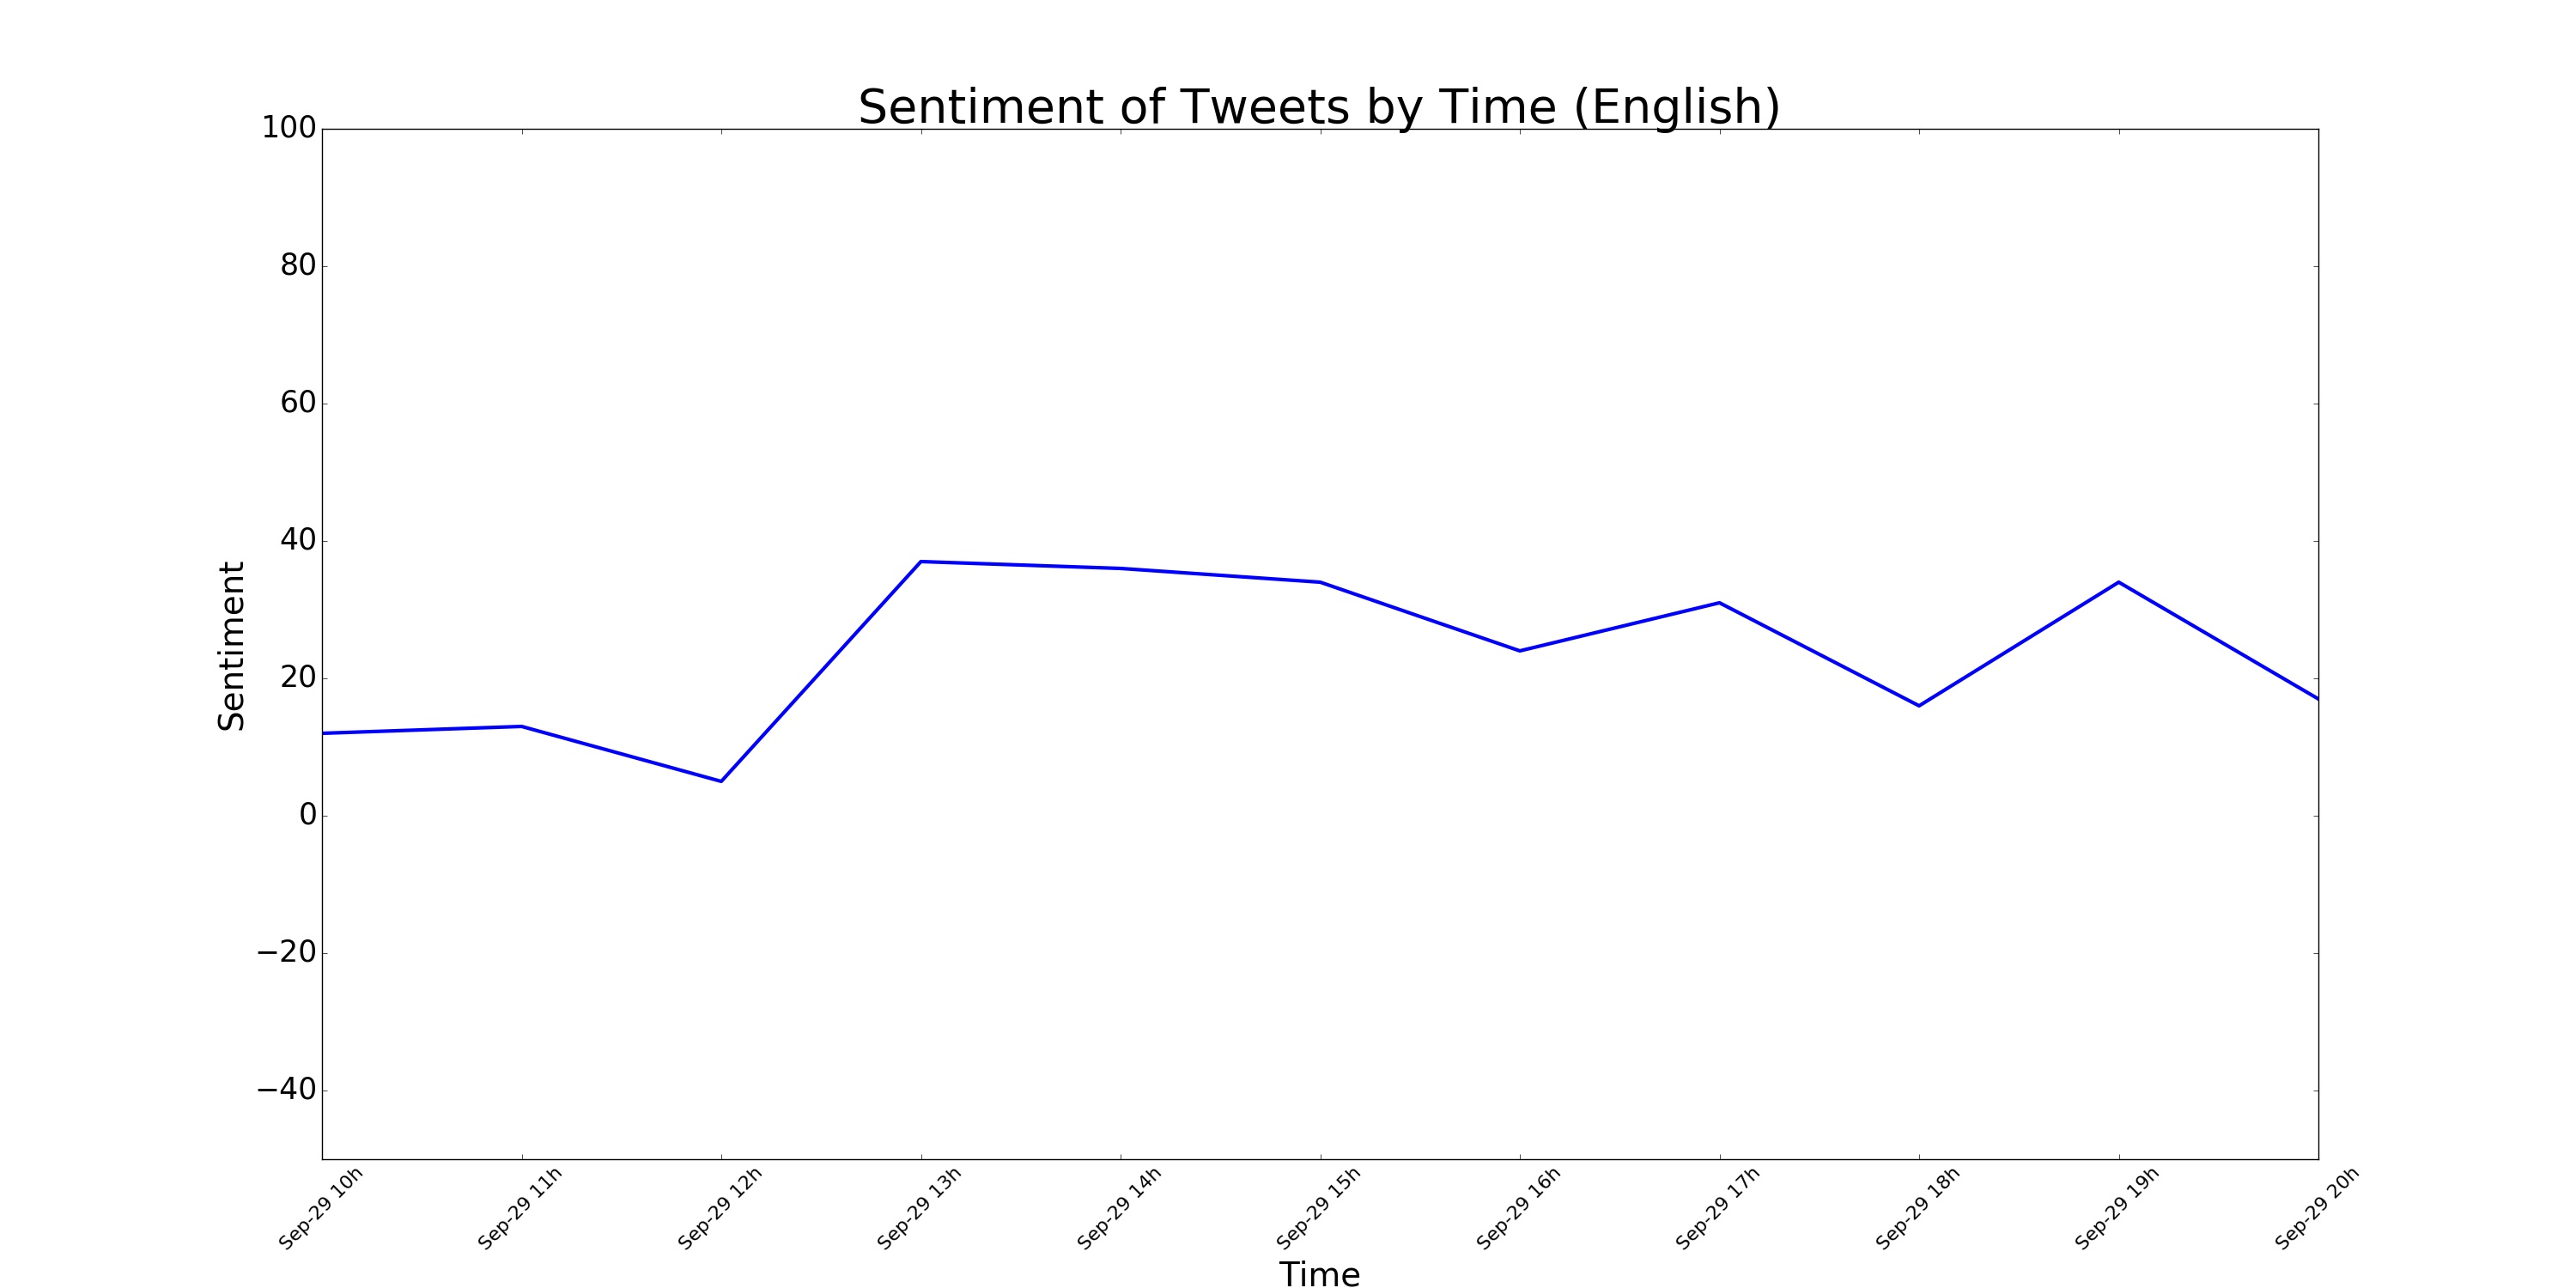 Sentiment of Tweets by Time (English)
100
80
60
40
20
0
−20
−40
Sentiment
Sep-29 10h
Sep-29 11h
Sep-29 12h
Sep-29 13h
Sep-29 14h
Sep-29 15h
Sep-29 16h
Sep-29 17h
Sep-29 18h
Sep-29 19h
Sep-29 20h
Time